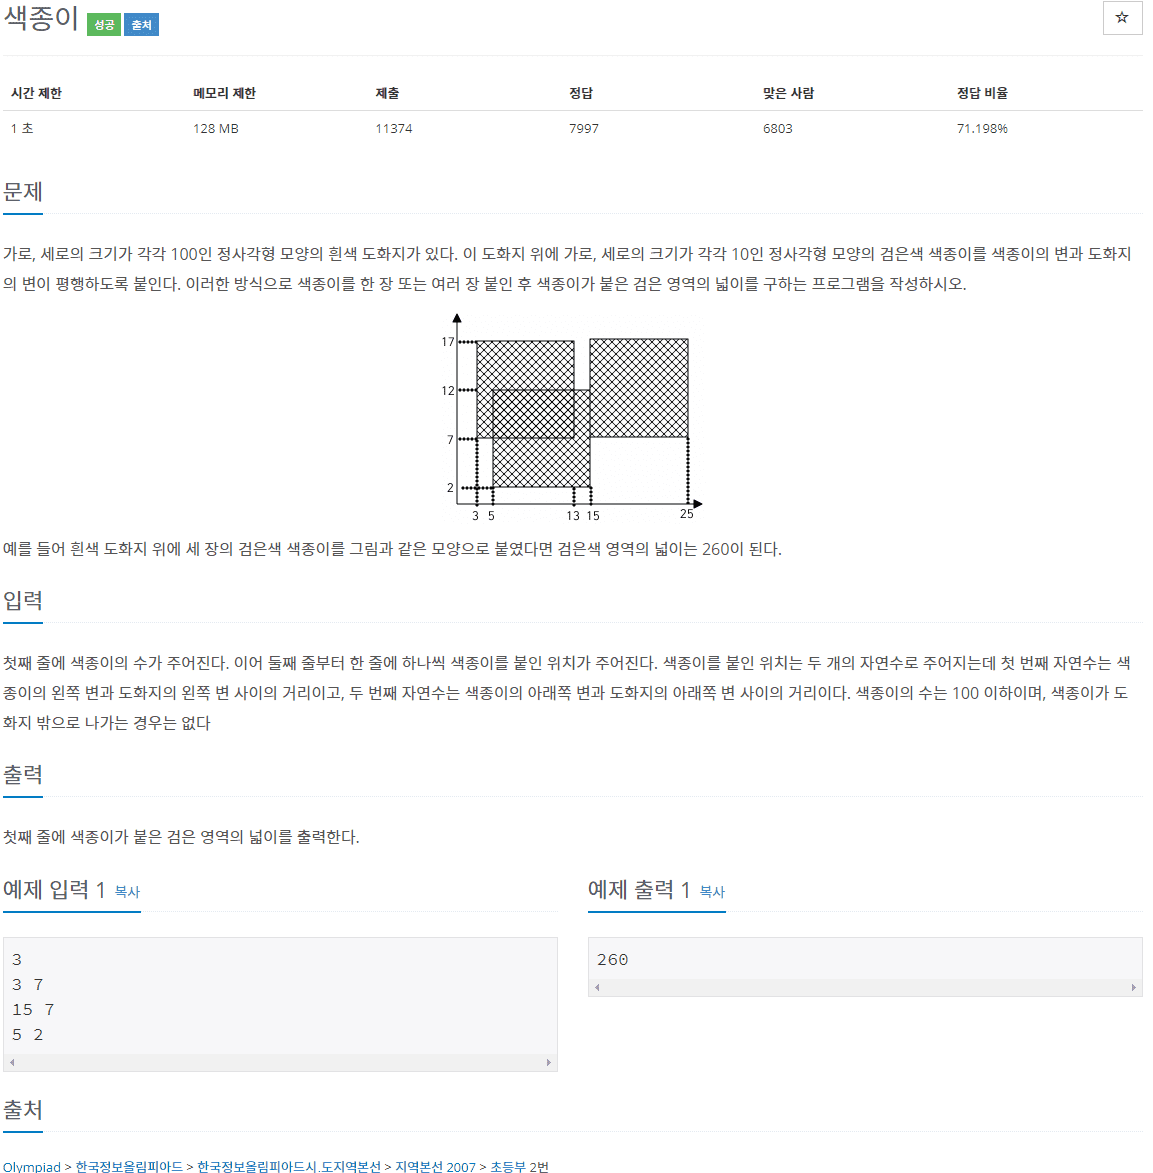 색종이 성공 출처 ☆
시간 제한 메모리 제한 제출 정답 맞은 사람 정답 비율
1 초 128 MB 11374 7997 6803 71.198%
문제
가로, 세로의 크기가 각각 100인 정사각형 모양의 흰색 도화지가 있다. 이 도화지 위에 가로, 세로의 크기가 각각 10인 정사각형 모양의 검은색 색종이를 색종이의 변과 도화지
의 변이 평행하도록 붙인다. 이러한 방식으로 색종이를 한 장 또는 여러 장 붙인 후 색종이가 붙은 검은 영역의 넓이를 구하는 프로그램을 작성하시오.
17
12
7
2
3 5 13 15 25
예를 들어 흰색 도화지 위에 세 장의 검은색 색종이를 그림과 같은 모양으로 붙였다면 검은색 영역의 넓이는 260이 된다.
입력
첫째 줄에 색종이의 수가 주어진다. 이어 둘째 줄부터 한 줄에 하나씩 색종이를 붙인 위치가 주어진다. 색종이를 붙인 위치는 두 개의 자연수로 주어지는데 첫 번째 자연수는 색
종이의 왼쪽 변과 도화지의 왼쪽 변 사이의 거리이고, 두 번째 자연수는 색종이의 아래쪽 변과 도화지의 아래쪽 변 사이의 거리이다. 색종이의 수는 100 이하이며, 색종이가 도
화지 밖으로 나가는 경우는 없다
출력
첫째 줄에 색종이가 붙은 검은 영역의 넓이를 출력한다.
예제 입력 1 복사
3
3 7
15 7
5 2
예제 출력 1 복사
260
출처
Olympiad > 한국정보올림피아드 > 한국정보올림피아드시.도지역본선 > 지역본선 2007 > 초등부 2번